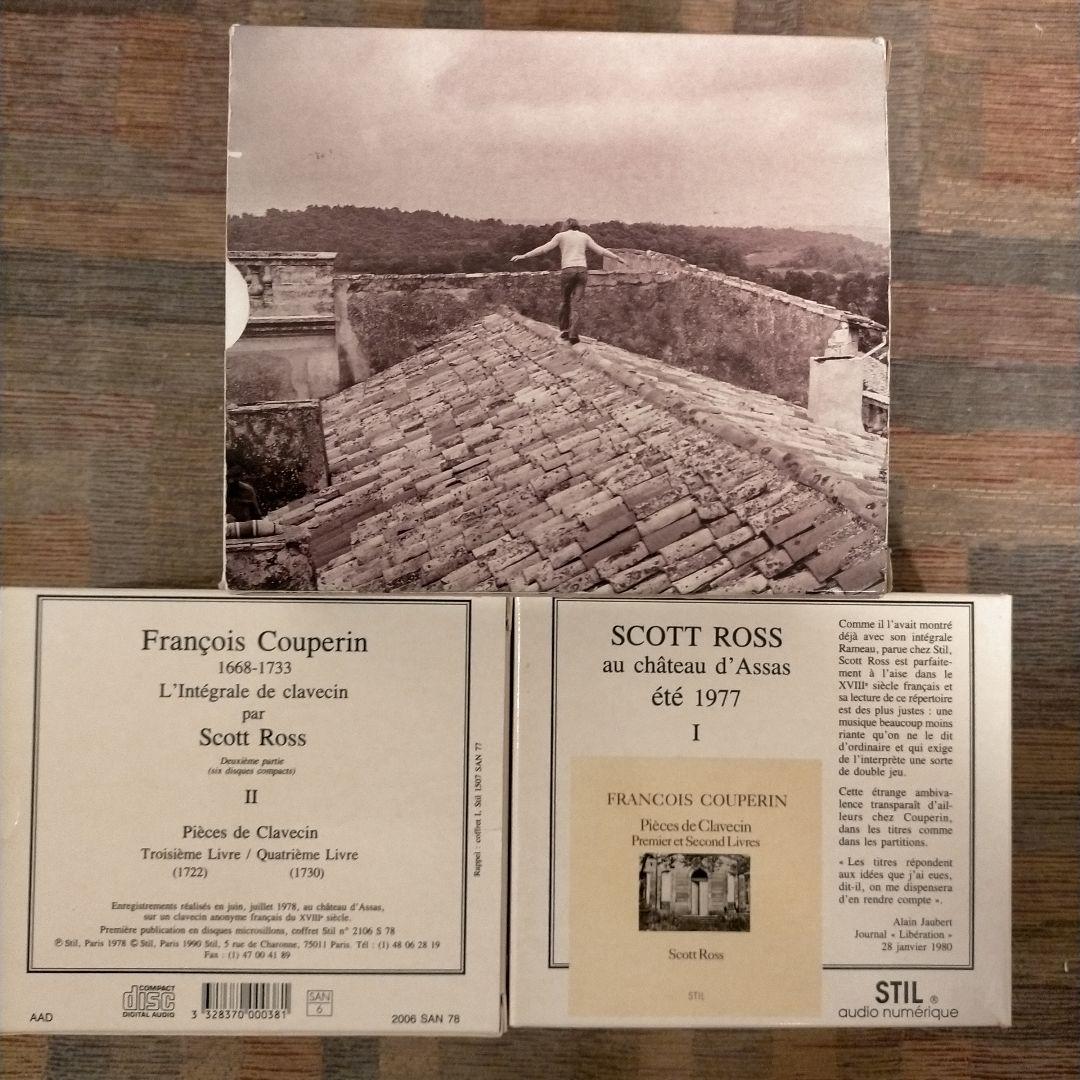 François Couperin
1668-1733
L'Intégrale de clavecin
par
Scott Ross
Deuxième partie
(six disques compacts)
II
Pièces de Clavecin
Troisième Livre / Quatrième Livre
(1722) (1730)
Enregistrements réalisés en juin, juillet 1978, au château d'Assas,
sur un clavecin anonyme français du XVIIIe siècle.
Première publication en disques microsillons, coffret Stil n° 2106 S 78
℗ Stil, Paris 1978 © Stil, Paris 1990 Stil, 5 rue de Charonne, 75011 Paris. Tél : (1) 48 06 28 19
Fax : (1) 47 00 41 89
Rappel : coffret I, Stil 1507 SAN 77
AAD
COMPACT
disc
DIGITAL AUDIO
3 328370 000381
SAN
6
2006 SAN 78
SCOTT ROSS
au château d'Assas
été 1977
I
FRANCOIS COUPERIN
Pièces de Clavecin
Premier et Second Livres
Scott Ross
STIL
Comme il l'avait montré
déjà avec son intégrale
Rameau, parue chez Stil,
Scott Ross est parfaite-
ment à l'aise dans le
XVIIIe siècle français et
sa lecture de ce répertoire
est des plus justes : une
musique beaucoup moins
riante qu'on ne le dit
d'ordinaire et qui exige
de l'interprète une sorte
de double jeu.
Cette étrange ambiva-
lence transparaît d'ail-
leurs chez Couperin,
dans les titres comme
dans les partitions.
« Les titres répondent
aux idées que j'ai eues,
dit-il, on me dispensera
d'en rendre compte ».
Alain Jaubert
Journal « Libération »
28 janvier 1980
STIL ®
audio numérique